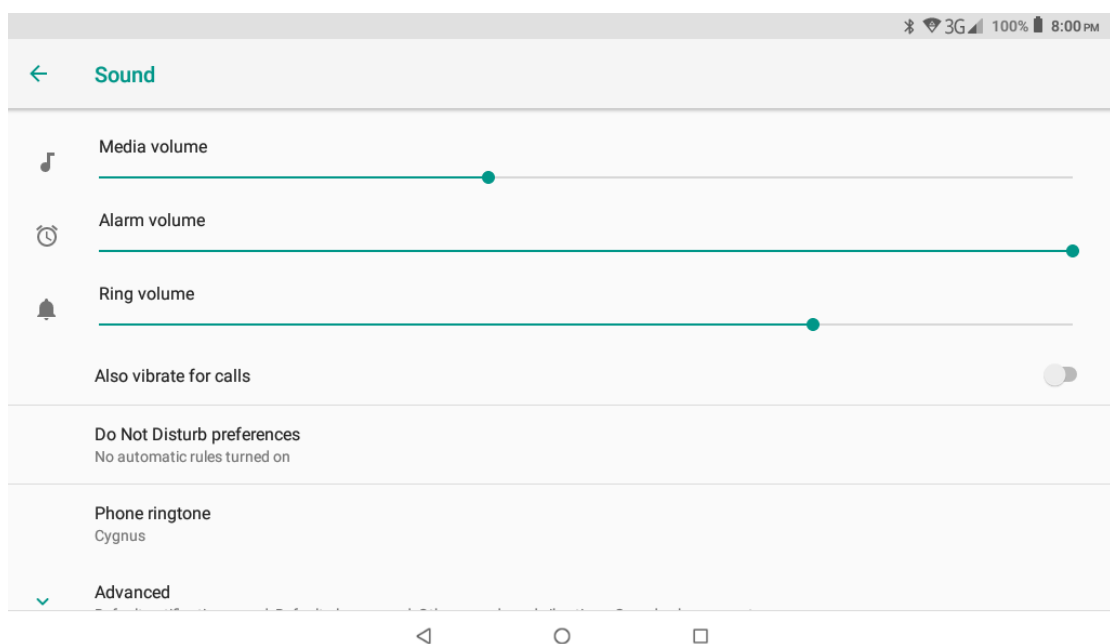 3G 100% 8:00 PM
Sound
Media volume
Alarm volume
Ring volume
Also vibrate for calls
Do Not Disturb preferences
No automatic rules turned on
Phone ringtone
Cygnus
Advanced